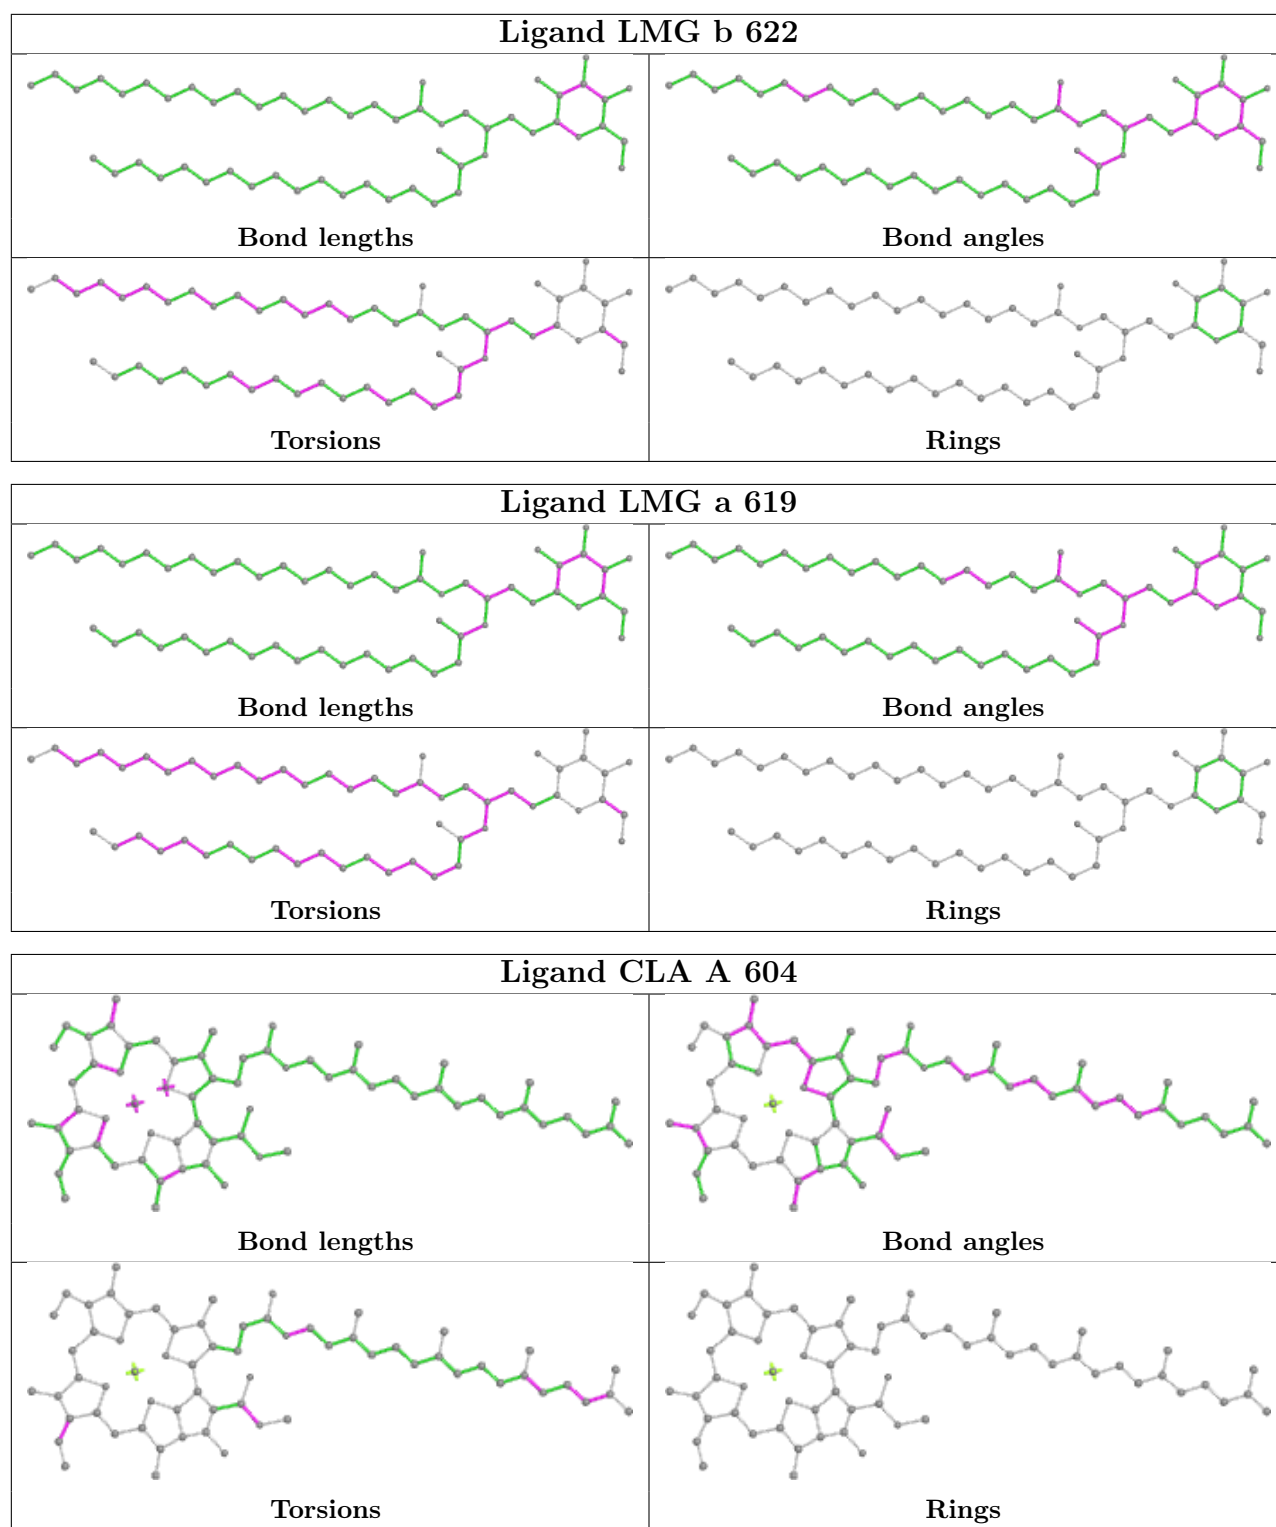 Ligand LMG b 622
Bond lengths
Bond angles
Torsions
Rings
Ligand LMG a 619
Bond lengths
Bond angles
Torsions
Rings
Ligand CLA A 604
Bond lengths
Bond angles
Torsions
Rings